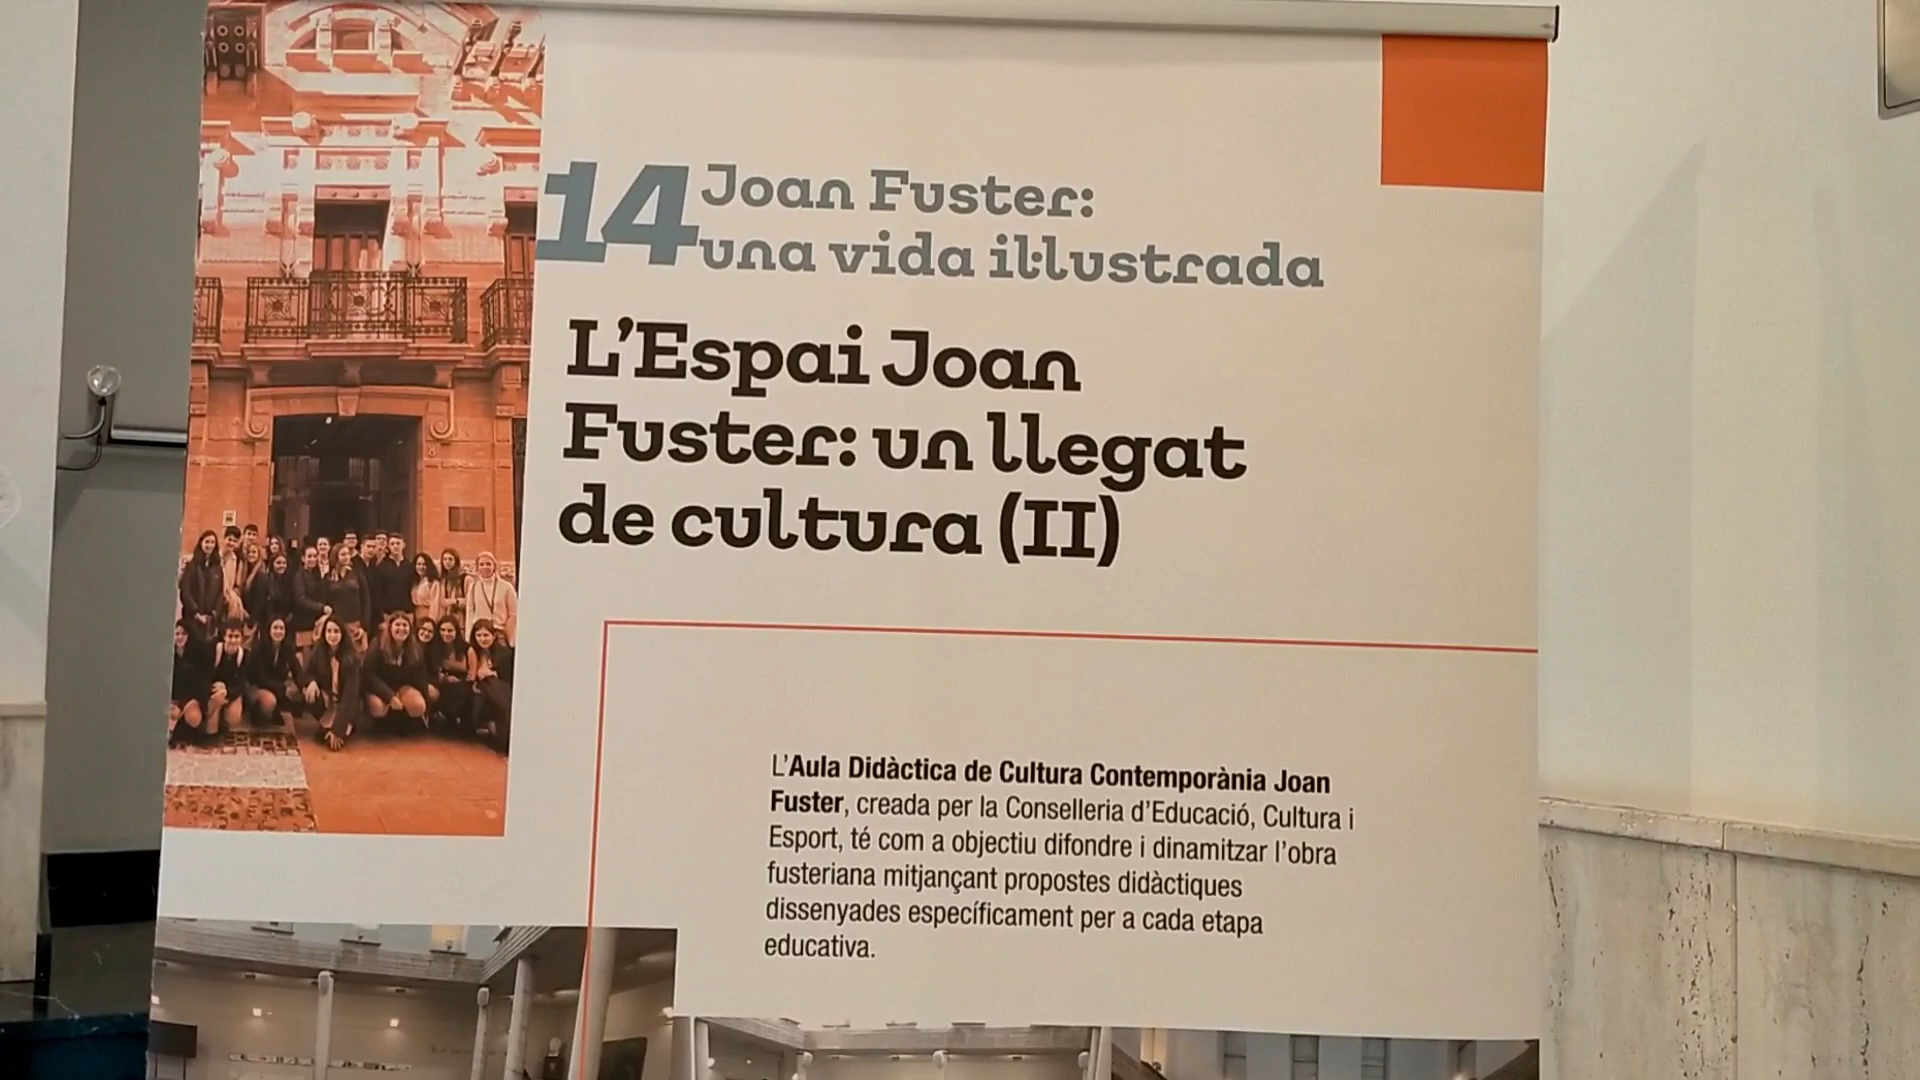 14 Joan Fuster:
una vida il·lustrada
L'Espai Joan
Fuster: un llegat
de cultura (II)
L'Aula Didàctica de Cultura Contemporània Joan
Fuster, creada per la Conselleria d'Educació, Cultura i
Esport, té com a objectiu difondre i dinamitzar l'obra
fusteriana mitjançant propostes didàctiques
dissenyades específicament per a cada etapa
educativa.